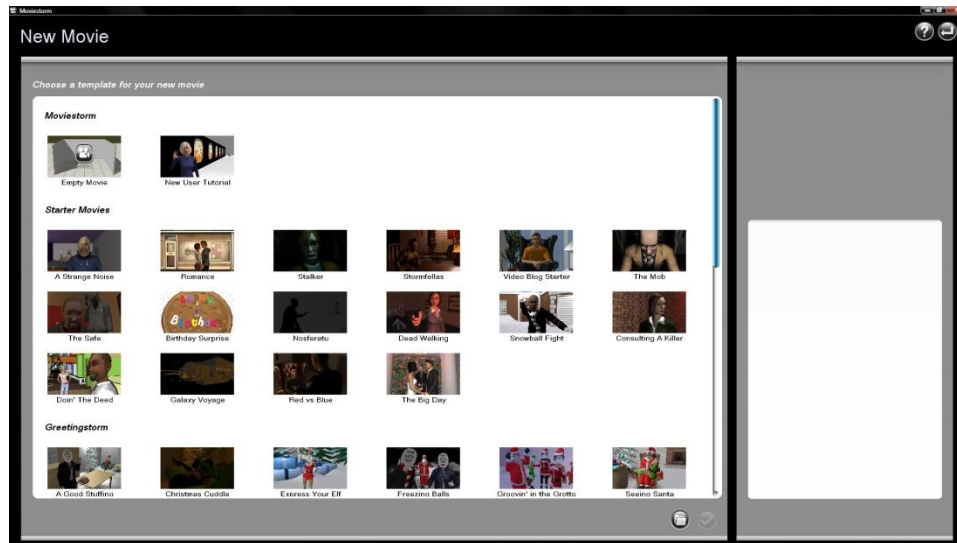 Moviestorm
New Movie
Choose a template for your new movie
Moviestorm
Empty Movie
New User Tutorial
Starter Movies
A Strange Noise
Romance
Stalker
Stormfellas
Video Blog Starter
The Mob
The Safe
Birthday Surprise
Nosferatu
Dead Walking
Snowball Fight
Consulting A Killer
Doin' The Deed
Galaxy Voyage
Red vs Blue
The Big Day
Greetingstorm
A Good Stuffing
Christmas Cuddle
Express Your Elf
Freezing Balls
Groovin' in the Grotto
Seeing Santa